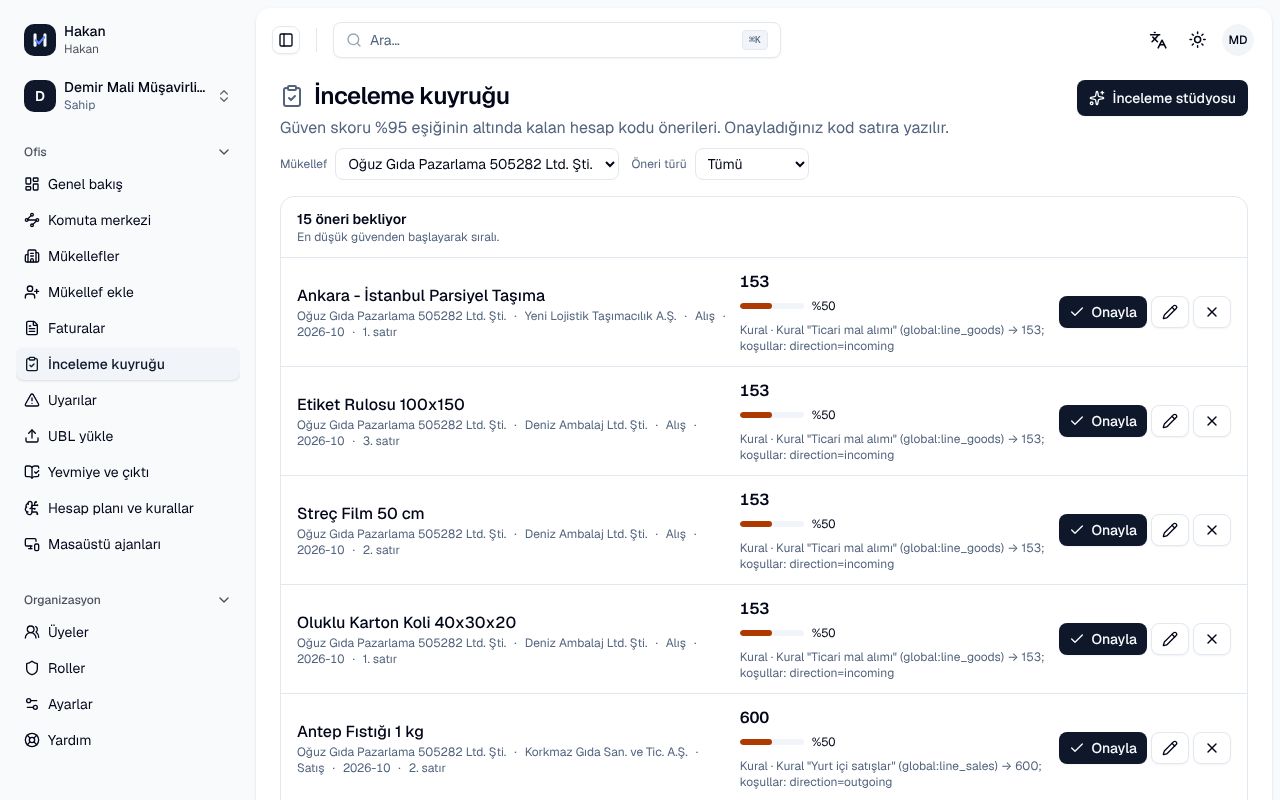 Hakan
Hakan
D
Demir Mali Müşavirli...
Sahip
Ofis
Genel bakış
Komuta merkezi
Mükellefler
Mükellef ekle
Faturalar
İnceleme kuyruğu
Uyarılar
UBL yükle
Yevmiye ve çıktı
Hesap planı ve kurallar
Masaüstü ajanları
Organizasyon
Üyeler
Roller
Ayarlar
Yardım
Ara...
⌘K
MD
İnceleme kuyruğu
İnceleme stüdyosu
Güven skoru %95 eşiğinin altında kalan hesap kodu önerileri. Onayladığınız kod satıra yazılır.
Mükellef
Oğuz Gıda Pazarlama 505282 Ltd. Şti.
Öneri türü
Tümü
15 öneri bekliyor
En düşük güvenden başlayarak sıralı.
Ankara - İstanbul Parsiyel Taşıma
Oğuz Gıda Pazarlama 505282 Ltd. Şti. · Yeni Lojistik Taşımacılık A.Ş. · Alış ·
2026-10 · 1. satır
153
%50
Kural · Kural "Ticari mal alımı" (global:line_goods) → 153;
koşullar: direction=incoming
Onayla
Etiket Rulosu 100x150
Oğuz Gıda Pazarlama 505282 Ltd. Şti. · Deniz Ambalaj Ltd. Şti. · Alış ·
2026-10 · 3. satır
153
%50
Kural · Kural "Ticari mal alımı" (global:line_goods) → 153;
koşullar: direction=incoming
Onayla
Streç Film 50 cm
Oğuz Gıda Pazarlama 505282 Ltd. Şti. · Deniz Ambalaj Ltd. Şti. · Alış ·
2026-10 · 2. satır
153
%50
Kural · Kural "Ticari mal alımı" (global:line_goods) → 153;
koşullar: direction=incoming
Onayla
Oluklu Karton Koli 40x30x20
Oğuz Gıda Pazarlama 505282 Ltd. Şti. · Deniz Ambalaj Ltd. Şti. · Alış ·
2026-10 · 1. satır
153
%50
Kural · Kural "Ticari mal alımı" (global:line_goods) → 153;
koşullar: direction=incoming
Onayla
Antep Fıstığı 1 kg
Oğuz Gıda Pazarlama 505282 Ltd. Şti. · Korkmaz Gıda San. ve Tic. A.Ş. ·
Satış · 2026-10 · 2. satır
600
%50
Kural · Kural "Yurt içi satışlar" (global:line_sales) → 600;
koşullar: direction=outgoing
Onayla